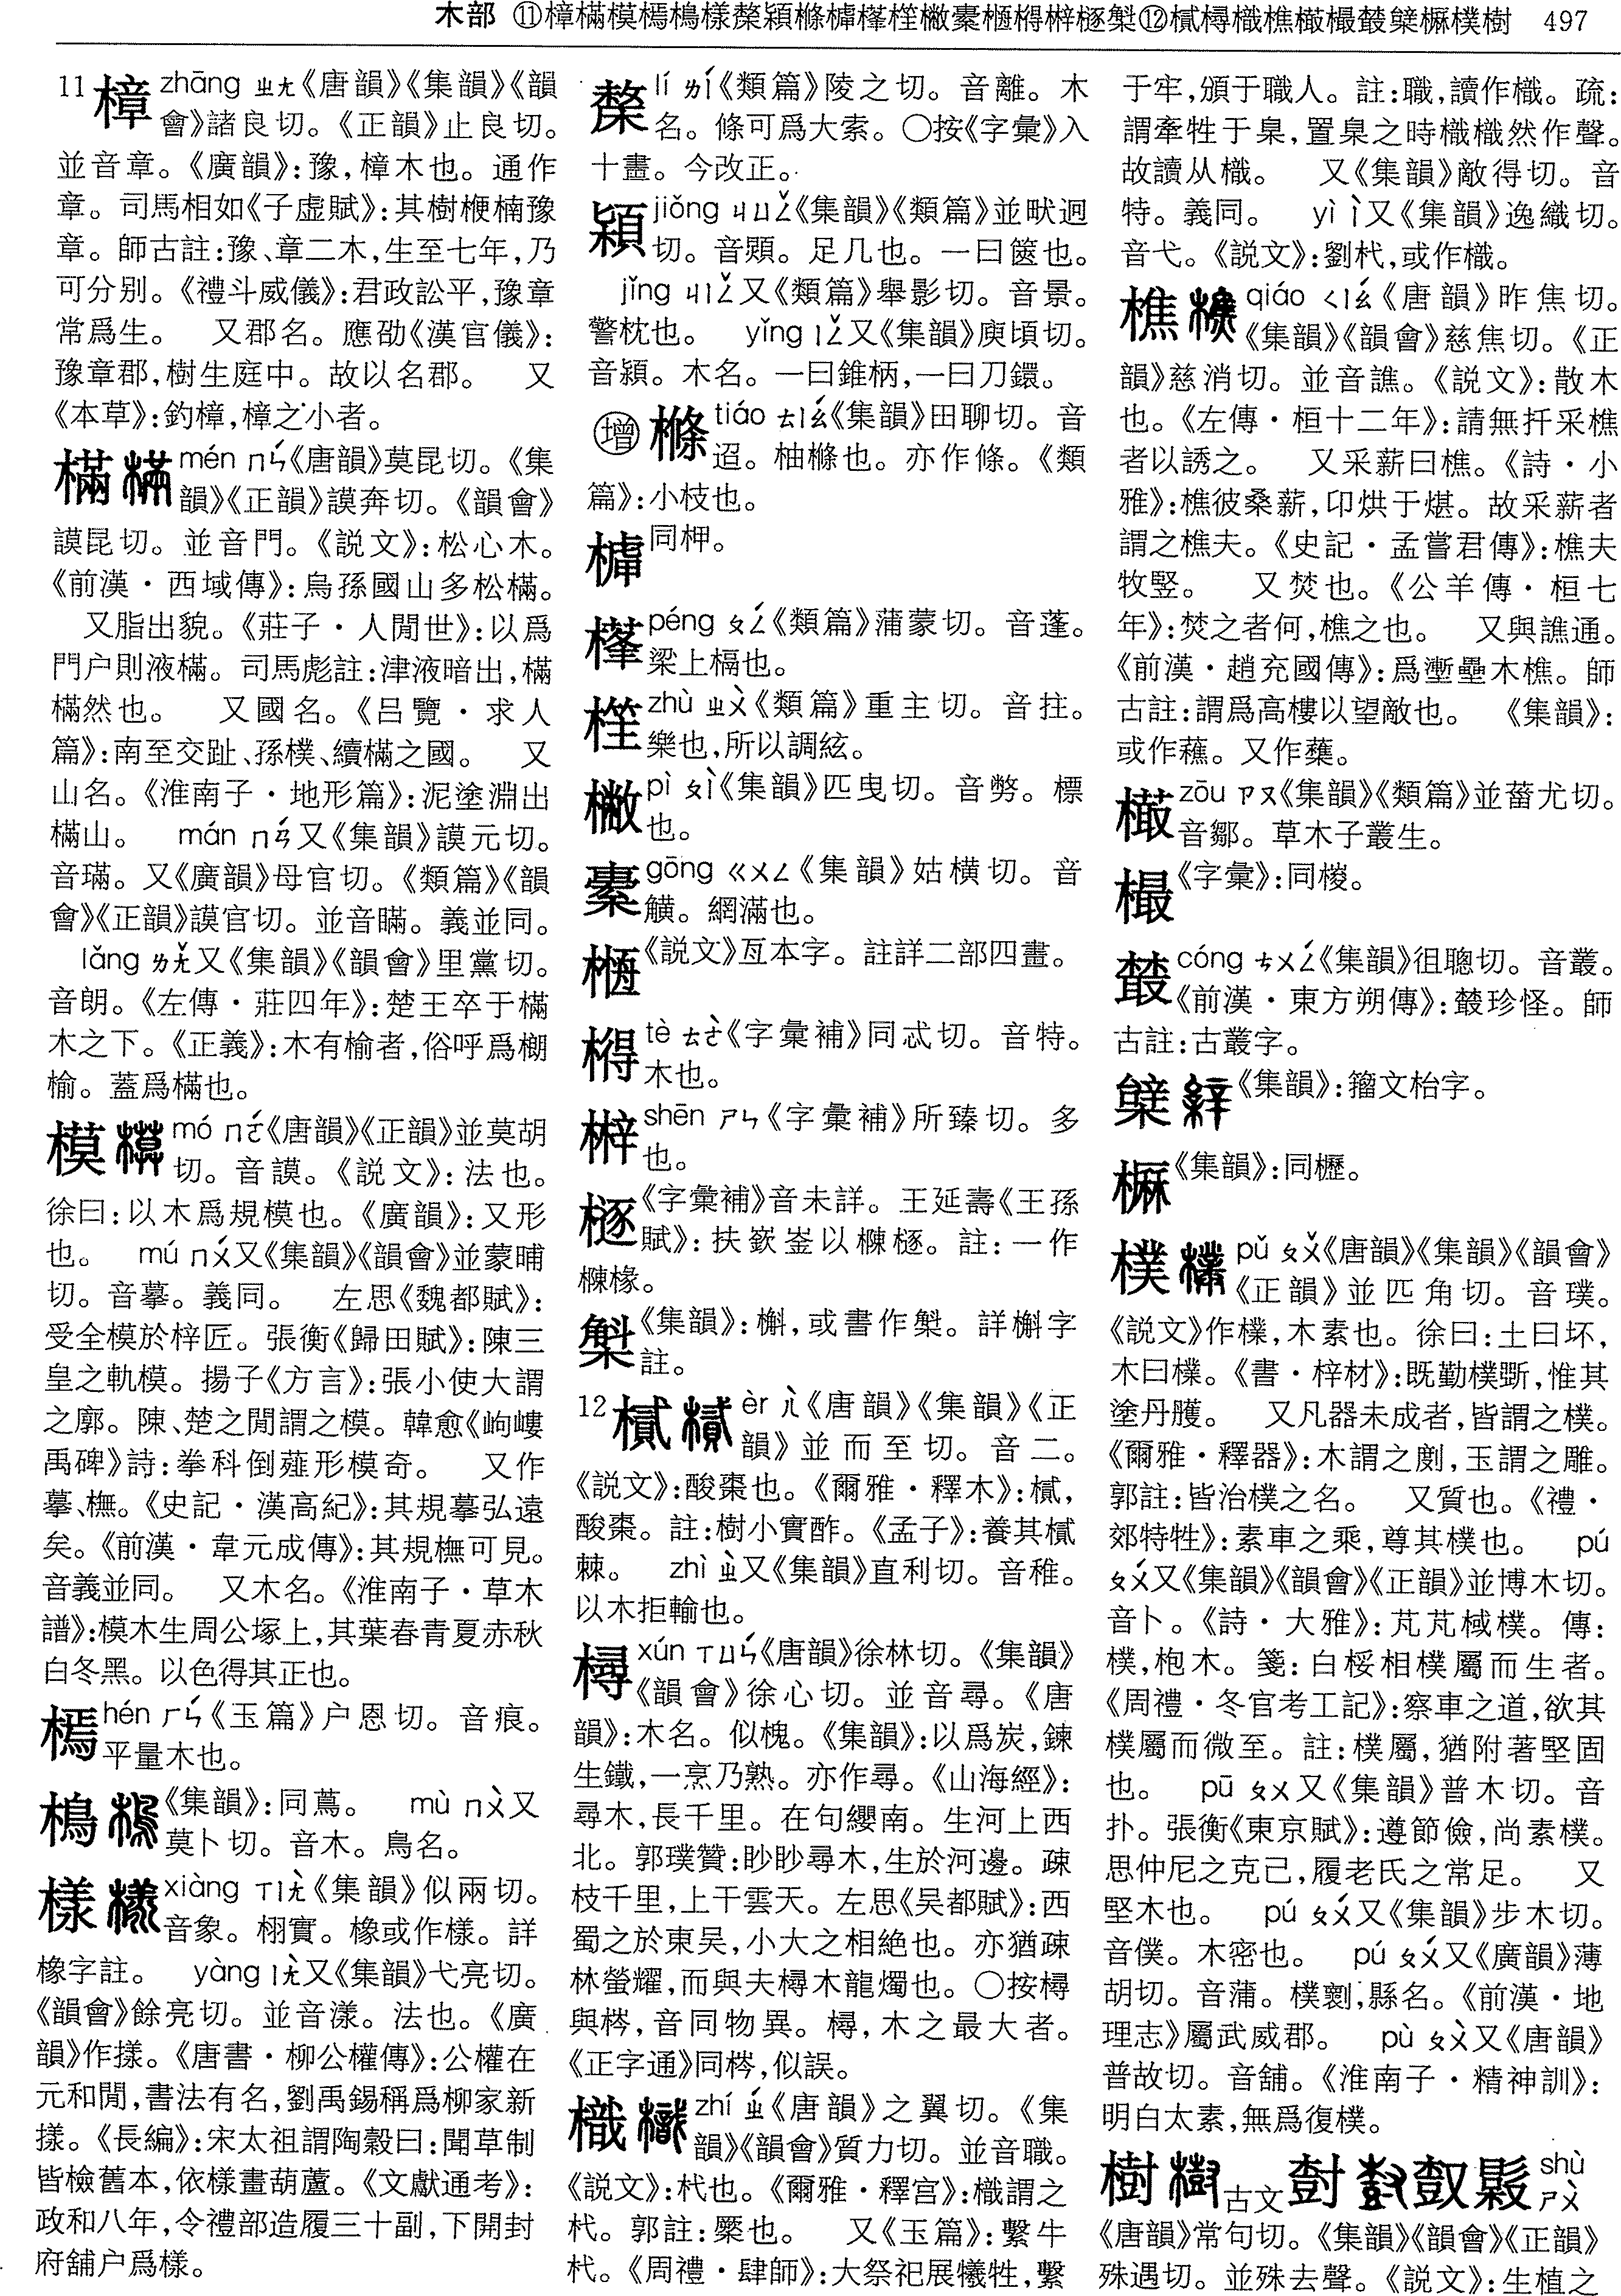 木部 ⑪樟樠模㯊樢樣䅻㯋樤㯉槰㮔㯅㯏𣙱㯖榟㮃槲⑫樲樳樴樵橶樶樷糪㯕樸樹 497
11樟 zhāng ㄓㄤ《唐韻》《集韻》《韻
會》諸良切。《正韻》止良切。
並音章。《廣韻》:豫,樟木也。通作
章。司馬相如《子虛賦》:其樹楩楠豫
章。師古註:豫、章二木,生至七年,乃
可分別。《禮斗威儀》:君政訟平,豫章
常爲生。 又郡名。應劭《漢官儀》:
豫章郡,樹生庭中。故以名郡。 又
《本草》:釣樟,樟之小者。
樠 mén ㄇㄣˊ《唐韻》莫昆切。《集
韻》《正韻》謨奔切。《韻會》
謨昆切。並音門。《説文》:松心木。
《前漢・西域傳》:烏孫國山多松樠。
又脂出貌。《莊子・人閒世》:以爲
門户則液樠。司馬彪註:津液暗出,樠
樠然也。 又國名。《吕覽・求人
篇》:南至交趾、孫樸、續樠之國。 又
山名。《淮南子・地形篇》:泥塗淵出
樠山。 mán ㄇㄢˊ又《集韻》謨元切。
音璊。又《廣韻》母官切。《類篇》《韻
會》《正韻》謨官切。並音瞞。義並同。
lǎng ㄌㄤˇ又《集韻》《韻會》里黨切。
音朗。《左傳・莊四年》:楚王卒于樠
木之下。《正義》:木有榆者,俗呼爲棚
榆。蓋爲樠也。
模 mó ㄇㄛˊ《唐韻》《正韻》並莫胡
切。音謨。《説文》:法也。
徐曰:以木爲規模也。《廣韻》:又形
也。 mú ㄇㄨˊ又《集韻》《韻會》並蒙晡
切。音摹。義同。 左思《魏都賦》:
受全模於梓匠。張衡《歸田賦》:陳三
皇之軌模。揚子《方言》:張小使大謂
之廓。陳、楚之閒謂之模。韓愈《岣嶁
禹碑》詩:拳科倒薤形模奇。 又作
摹、橅。《史記・漢高紀》:其規摹弘遠
矣。《前漢・韋元成傳》:其規橅可見。
音義並同。 又木名。《淮南子・草木
譜》:模木生周公塚上,其葉春青夏赤秋
白冬黑。以色得其正也。
hén ㄏㄣˊ《玉篇》户恩切。音痕。
平量木也。
樢《集韻》:同蔦。 mù ㄇㄨˋ又
莫卜切。音木。鳥名。
樣 xiàng ㄒㄧㄤˋ《集韻》似兩切。
音象。栩實。橡或作樣。詳
橡字註。 yàng ㄧㄤˋ又《集韻》弋亮切。
《韻會》餘亮切。並音漾。法也。《廣
韻》作㨾。《唐書・柳公權傳》:公權在
元和閒,書法有名,劉禹錫稱爲柳家新
㨾。《長編》:宋太祖謂陶穀曰:聞草制
皆檢舊本,依樣畫葫蘆。《文獻通考》:
政和八年,令禮部造履三十副,下開封
府舖户爲樣。
lí ㄌㄧˊ《類篇》陵之切。音離。木
名。條可爲大索。○按《字彙》入
十畫。今改正。
jiǒng ㄐㄩㄥˇ《集韻》《類篇》並畎迥
切。音熲。足几也。一曰篋也。
jǐng ㄐㄧㄥˇ又《類篇》舉影切。音景。
警枕也。 yǐng ㄧㄥˇ又《集韻》庾頃切。
音潁。木名。一曰錐柄,一曰刀鐶。
增 樤 tiáo ㄊㄧㄠˊ《集韻》田聊切。音
迢。柚樤也。亦作條。《類
篇》:小枝也。
同柙。
槰 péng ㄆㄥˊ《類篇》蒲蒙切。音蓬。
梁上槅也。
zhù ㄓㄨˋ《類篇》重主切。音拄。
樂也,所以調絃。
pì ㄆㄧˋ《集韻》匹曳切。音㡀。標
也。
gōng ㄍㄨㄥ《集韻》姑橫切。音
觵。網滿也。
《説文》亙本字。註詳二部四畫。
tè ㄊㄜˋ《字彙補》同忒切。音特。
木也。
shēn ㄕㄣ《字彙補》所臻切。多
也。
《字彙補》音未詳。王延壽《王孫
賦》:扶嶔崟以棟㮃。註:一作
棟椽。
《集韻》:槲,或書作槳。詳槲字
註。
12樲 èr ㄦˋ《唐韻》《集韻》《正
韻》並而至切。音二。
《説文》:酸棗也。《爾雅・釋木》:樲,
酸棗。註:樹小實酢。《孟子》:養其樲
棘。 zhì ㄓˋ又《集韻》直利切。音稚。
以木拒輸也。
樳 xún ㄒㄩㄣˊ《唐韻》徐林切。《集韻》
《韻會》徐心切。並音尋。《唐
韻》:木名。似槐。《集韻》:以爲炭,鍊
生鐵,一烹乃熟。亦作尋。《山海經》:
尋木,長千里。在句纓南。生河上西
北。郭璞贊:眇眇尋木,生於河邊。疎
枝千里,上干雲天。左思《吴都賦》:西
蜀之於東吴,小大之相絶也。亦猶疎
林螢耀,而與夫樳木龍燭也。○按樳
與梣,音同物異。樳,木之最大者。
《正字通》同梣,似誤。
樴 zhí ㄓˊ《唐韻》之翼切。《集
韻》《韻會》質力切。並音職。
《説文》:杙也。《爾雅・釋宫》:樴謂之
杙。郭註:橜也。 又《玉篇》:繫牛
杙。《周禮・肆師》:大祭祀展犧牲,繫
于牢,頒于職人。註:職,讀作樴。疏:
謂牽牲于臬,置臬之時樴樴然作聲。
故讀从樴。 又《集韻》敵得切。音
特。義同。 yì ㄧˋ又《集韻》逸織切。
音弋。《説文》:劉杙,或作樴。
樵 qiáo ㄑㄧㄠˊ《唐韻》昨焦切。
《集韻》《韻會》慈焦切。《正
韻》慈消切。並音譙。《説文》:散木
也。《左傳・桓十二年》:請無扞采樵
者以誘之。 又采薪曰樵。《詩・小
雅》:樵彼桑薪,卬烘于煁。故采薪者
謂之樵夫。《史記・孟嘗君傳》:樵夫
牧豎。 又焚也。《公羊傳・桓七
年》:焚之者何,樵之也。 又與譙通。
《前漢・趙充國傳》:爲塹壘木樵。師
古註:謂爲高樓以望敵也。 《集韻》:
或作藮。又作蘂。
zōu ㄗㄡ《集韻》《類篇》並葘尤切。
音鄒。草木子叢生。
樶《字彙》:同㮨。
樷 cóng ㄘㄨㄥˊ《集韻》徂聰切。音叢。
《前漢・東方朔傳》:樷珍怪。師
古註:古叢字。
《集韻》:籀文枱字。
《集韻》:同櫪。
樸 pǔ ㄆㄨˇ《唐韻》《集韻》《韻會》
《正韻》並匹角切。音璞。
《説文》作檏,木素也。徐曰:土曰坏,
木曰檏。《書・梓材》:既勤樸斲,惟其
塗丹雘。 又凡器未成者,皆謂之樸。
《爾雅・釋器》:木謂之劀,玉謂之雕。
郭註:皆治樸之名。 又質也。《禮・
郊特牲》:素車之乘,尊其樸也。 pú
ㄆㄨˊ又《集韻》《韻會》《正韻》並博木切。
音卜。《詩・大雅》:芃芃棫樸。傳:
樸,枹木。箋:白桵相樸屬而生者。
《周禮・冬官考工記》:察車之道,欲其
樸屬而微至。註:樸屬,猶附著堅固
也。 pū ㄆㄨ又《集韻》普木切。音
扑。張衡《東京賦》:遵節儉,尚素樸。
思仲尼之克己,履老氏之常足。 又
堅木也。 pú ㄆㄨˊ又《集韻》步木切。
音僕。木密也。 pú ㄆㄨˊ又《廣韻》薄
胡切。音蒲。樸劅,縣名。《前漢・地
理志》屬武威郡。 pù ㄆㄨˋ又《唐韻》
普故切。音舖。《淮南子・精神訓》:
明白太素,無爲復樸。
樹 古文 尌 shù
ㄕㄨˋ
《唐韻》常句切。《集韻》《韻會》《正韻》
殊遇切。並殊去聲。《説文》:生植之